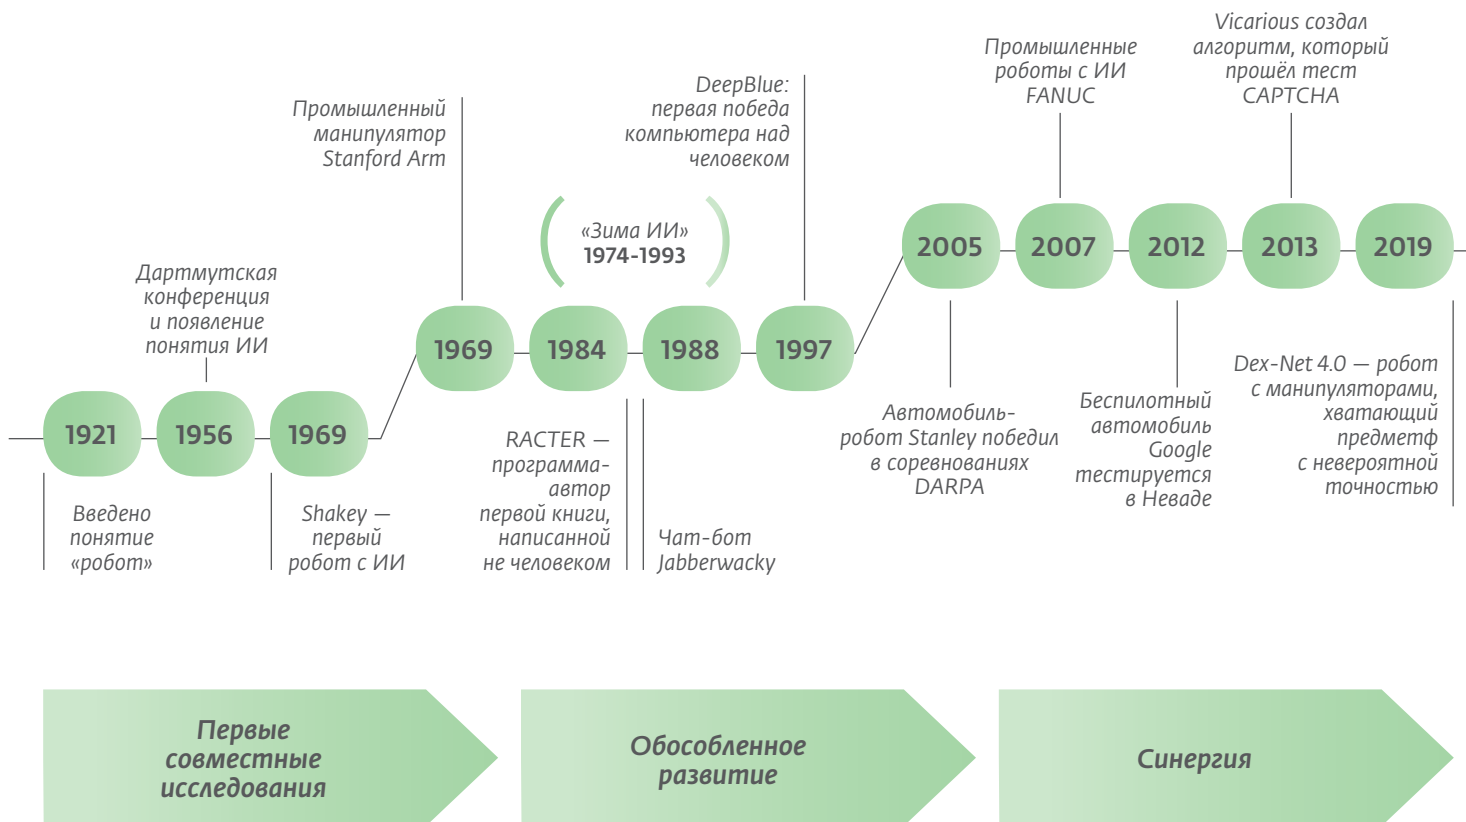 Vicarious создал
алгоритм, который
прошёл тест
CAPTCHA
Промышленные
роботы с ИИ
FANUC
DeepBlue:
первая победа
компьютера над
человеком
Промышленный
манипулятор
Stanford Arm
«Зима ИИ»
1974-1993
Дартмутская
конференция
и появление
понятия ИИ
1921
1956
1969
1969
1984
1988
1997
2005
2007
2012
2013
2019
Введено
понятие
«робот»
Shakey —
первый
робот с ИИ
RACTER —
программа-
автор
первой книги,
написанной
не человеком
Чат-бот
Jabberwacky
Автомобиль-
робот Stanley победил
в соревнованиях
DARPA
Беспилотный
автомобиль
Google
тестируется
в Неваде
Dex-Net 4.0 — робот
с манипуляторами,
хватающий
предметф
с невероятной
точностью
Первые
совместные
исследования
Обособленное
развитие
Синергия